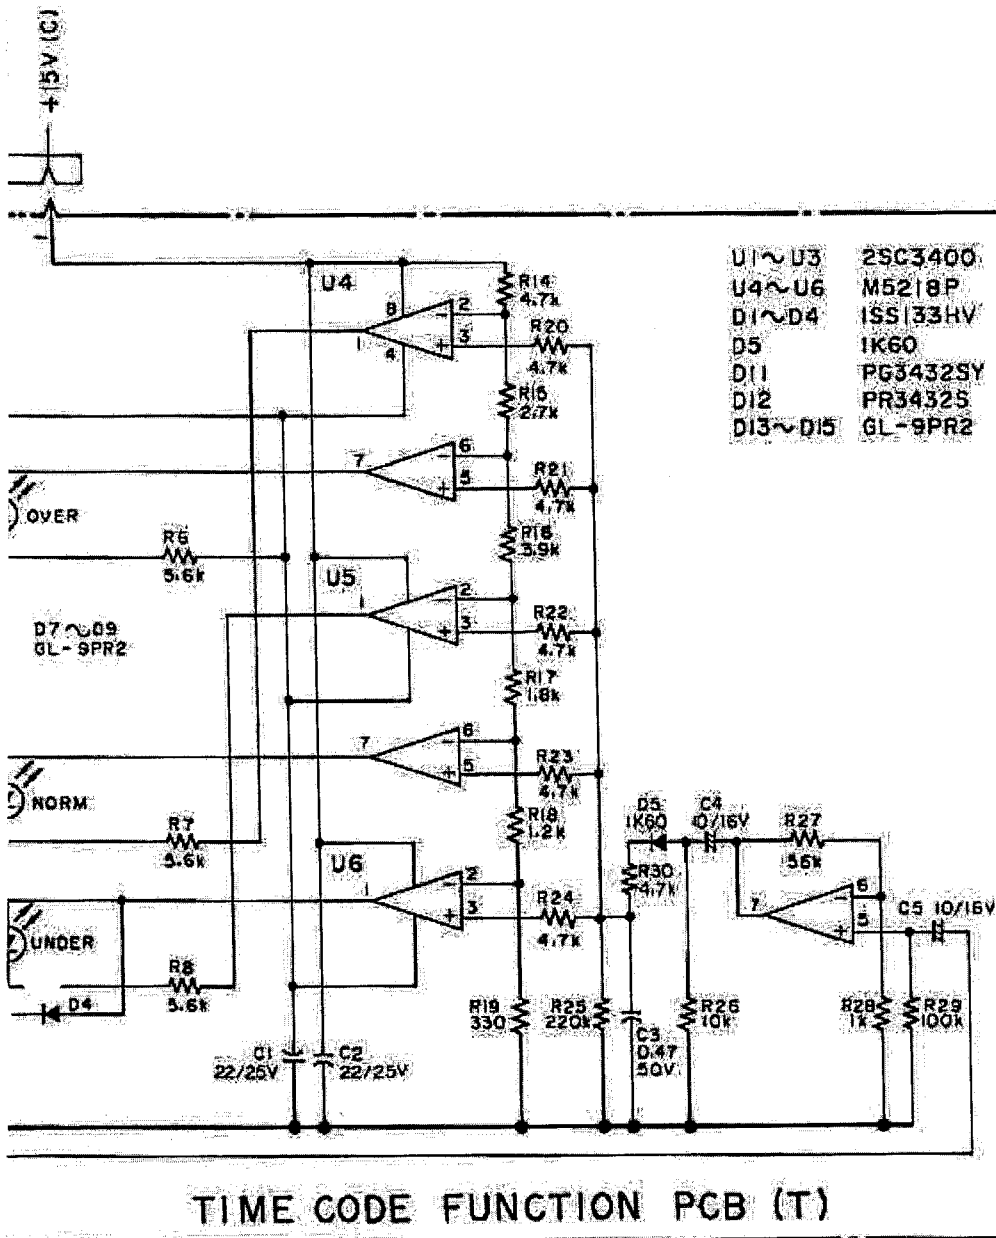 +15V (C)
1
U1~U3 2SC3400
U4~U6 M5218P
D1~D4 1SS133HV
D5 1K60
D11 PG3432SY
D12 PR3432S
D13~D15 GL-9PR2
U4
R14
4.7k
8
2
3
1
4
R20
4.7k
R15
2.7k
7
6
5
R21
4.7k
OVER
R6
5.6k
R16
3.9k
U5
1
2
3
R22
4.7k
D7~D9
GL-9PR2
R17
1.8k
7
6
5
R23
4.7k
NORM
R7
5.6k
R18
1.2k
D5
1K60
C4
10/16V
R27
56k
U6
1
2
3
R30
4.7k
R24
4.7k
7
6
5
C5 10/16V
UNDER
R8
5.6k
D4
R19
330
R25
220k
C3
0.47
50V
R26
10k
R28
1k
R29
100k
C1
22/25V
C2
22/25V
TIME CODE FUNCTION PCB (T)